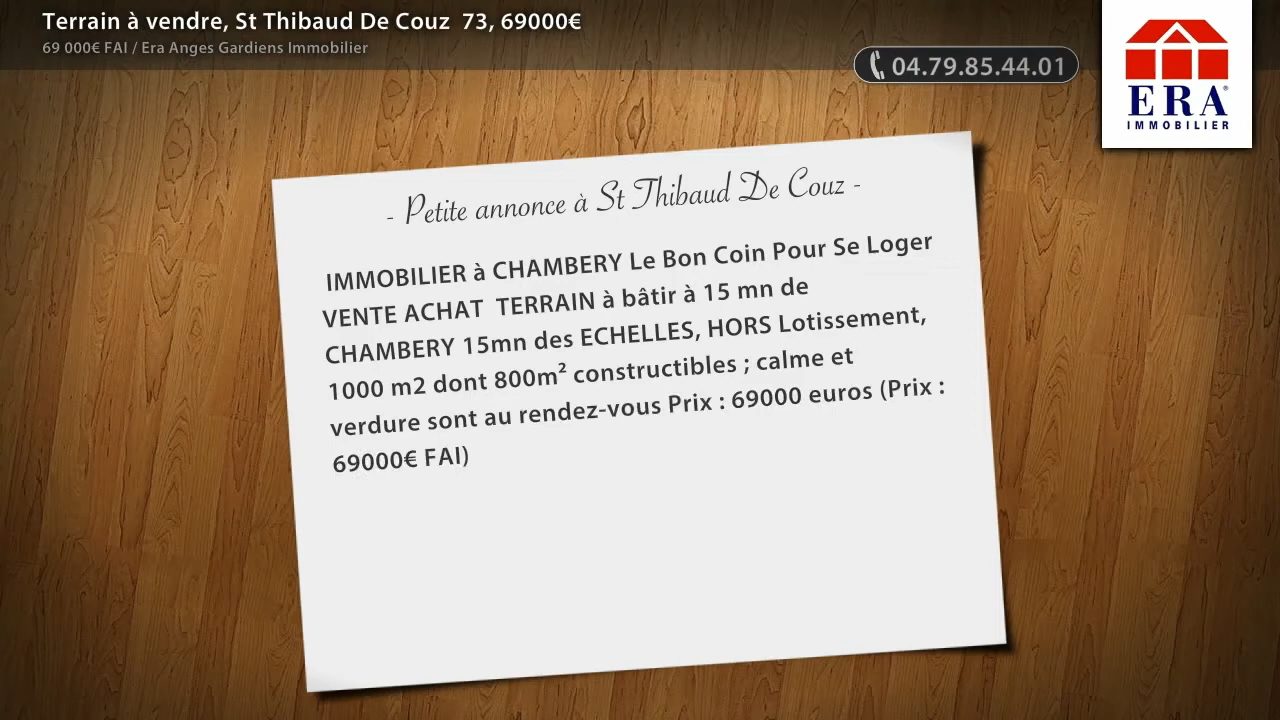 Terrain à vendre, St Thibaud De Couz  73, 69000€
69 000€ FAI / Era Anges Gardiens Immobilier
04.79.85.44.01
ERA®
IMMOBILIER
- Petite annonce à St Thibaud De Couz -
IMMOBILIER à CHAMBERY Le Bon Coin Pour Se Loger
VENTE ACHAT  TERRAIN à bâtir à 15 mn de
CHAMBERY 15mn des ECHELLES, HORS Lotissement,
1000 m2 dont 800m² constructibles ; calme et
verdure sont au rendez-vous Prix : 69000 euros (Prix :
69000€ FAI)